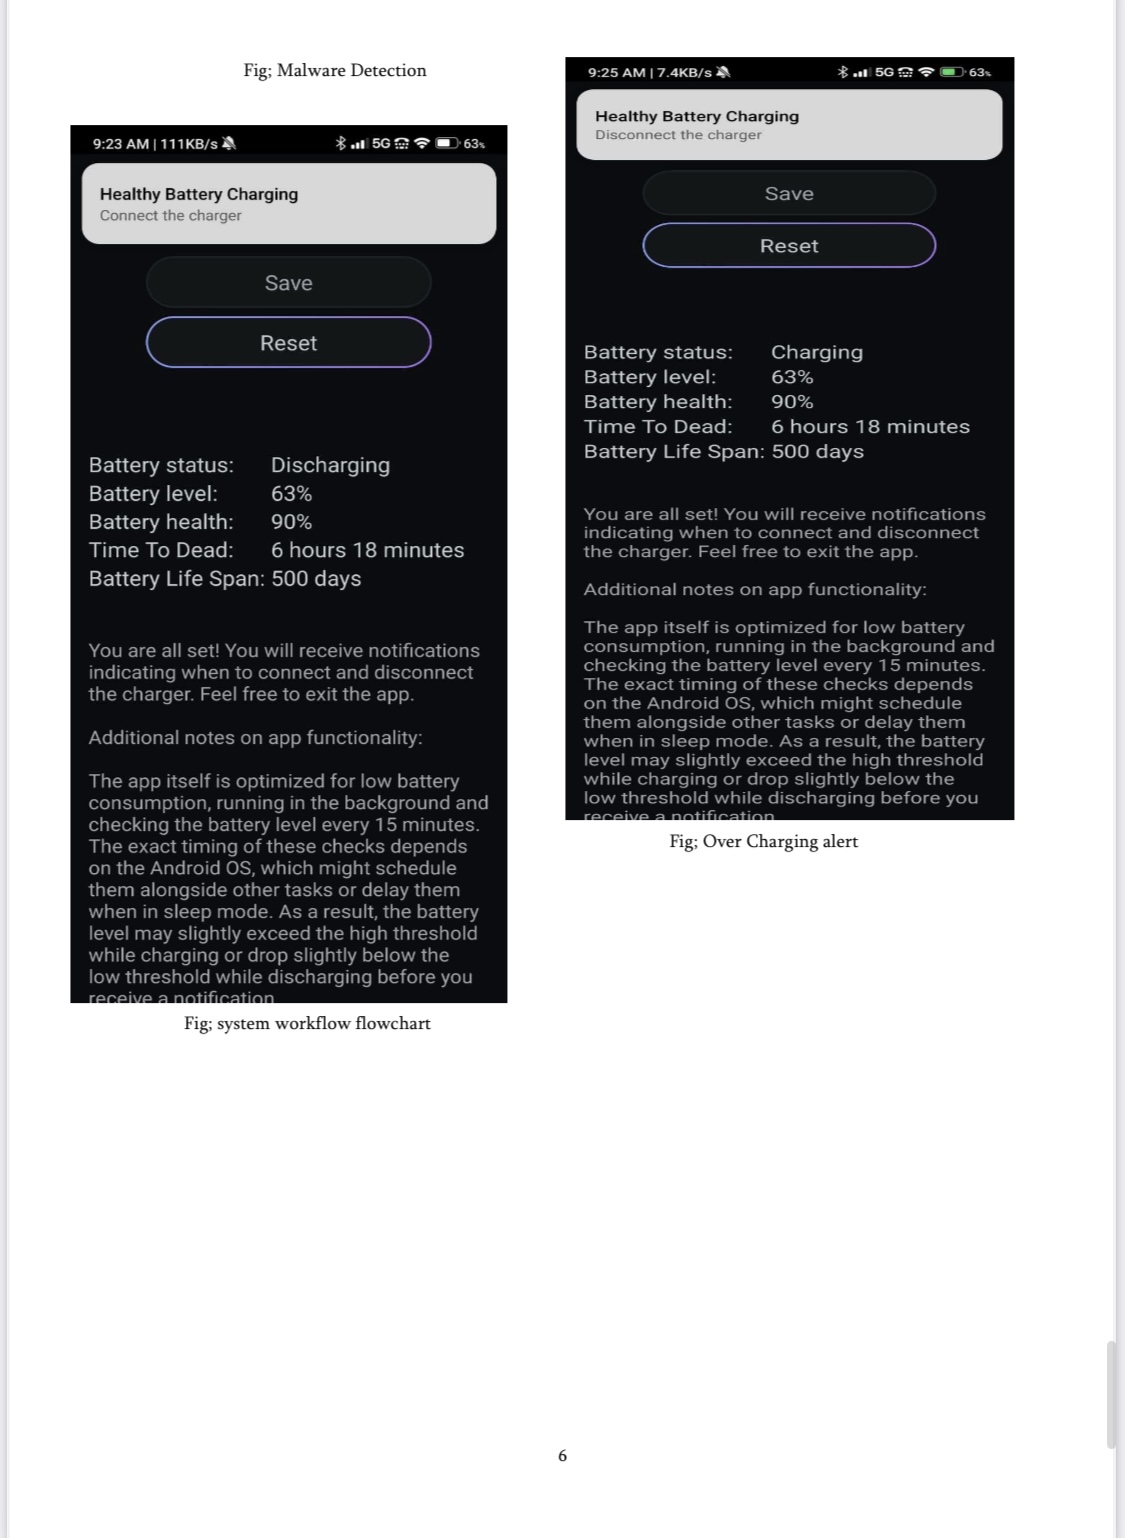 Fig; Malware Detection
9:23 AM | 111KB/s 5G 63%
Healthy Battery Charging
Connect the charger
Save
Reset
Battery status: Discharging
Battery level: 63%
Battery health: 90%
Time To Dead: 6 hours 18 minutes
Battery Life Span: 500 days
You are all set! You will receive notifications
indicating when to connect and disconnect
the charger. Feel free to exit the app.
Additional notes on app functionality:
The app itself is optimized for low battery
consumption, running in the background and
checking the battery level every 15 minutes.
The exact timing of these checks depends
on the Android OS, which might schedule
them alongside other tasks or delay them
when in sleep mode. As a result, the battery
level may slightly exceed the high threshold
while charging or drop slightly below the
low threshold while discharging before you
receive a notification
Fig; system workflow flowchart
9:25 AM | 7.4KB/s 5G 63%
Healthy Battery Charging
Disconnect the charger
Save
Reset
Battery status: Charging
Battery level: 63%
Battery health: 90%
Time To Dead: 6 hours 18 minutes
Battery Life Span: 500 days
You are all set! You will receive notifications
indicating when to connect and disconnect
the charger. Feel free to exit the app.
Additional notes on app functionality:
The app itself is optimized for low battery
consumption, running in the background and
checking the battery level every 15 minutes.
The exact timing of these checks depends
on the Android OS, which might schedule
them alongside other tasks or delay them
when in sleep mode. As a result, the battery
level may slightly exceed the high threshold
while charging or drop slightly below the
low threshold while discharging before you
receive a notification
Fig; Over Charging alert
6